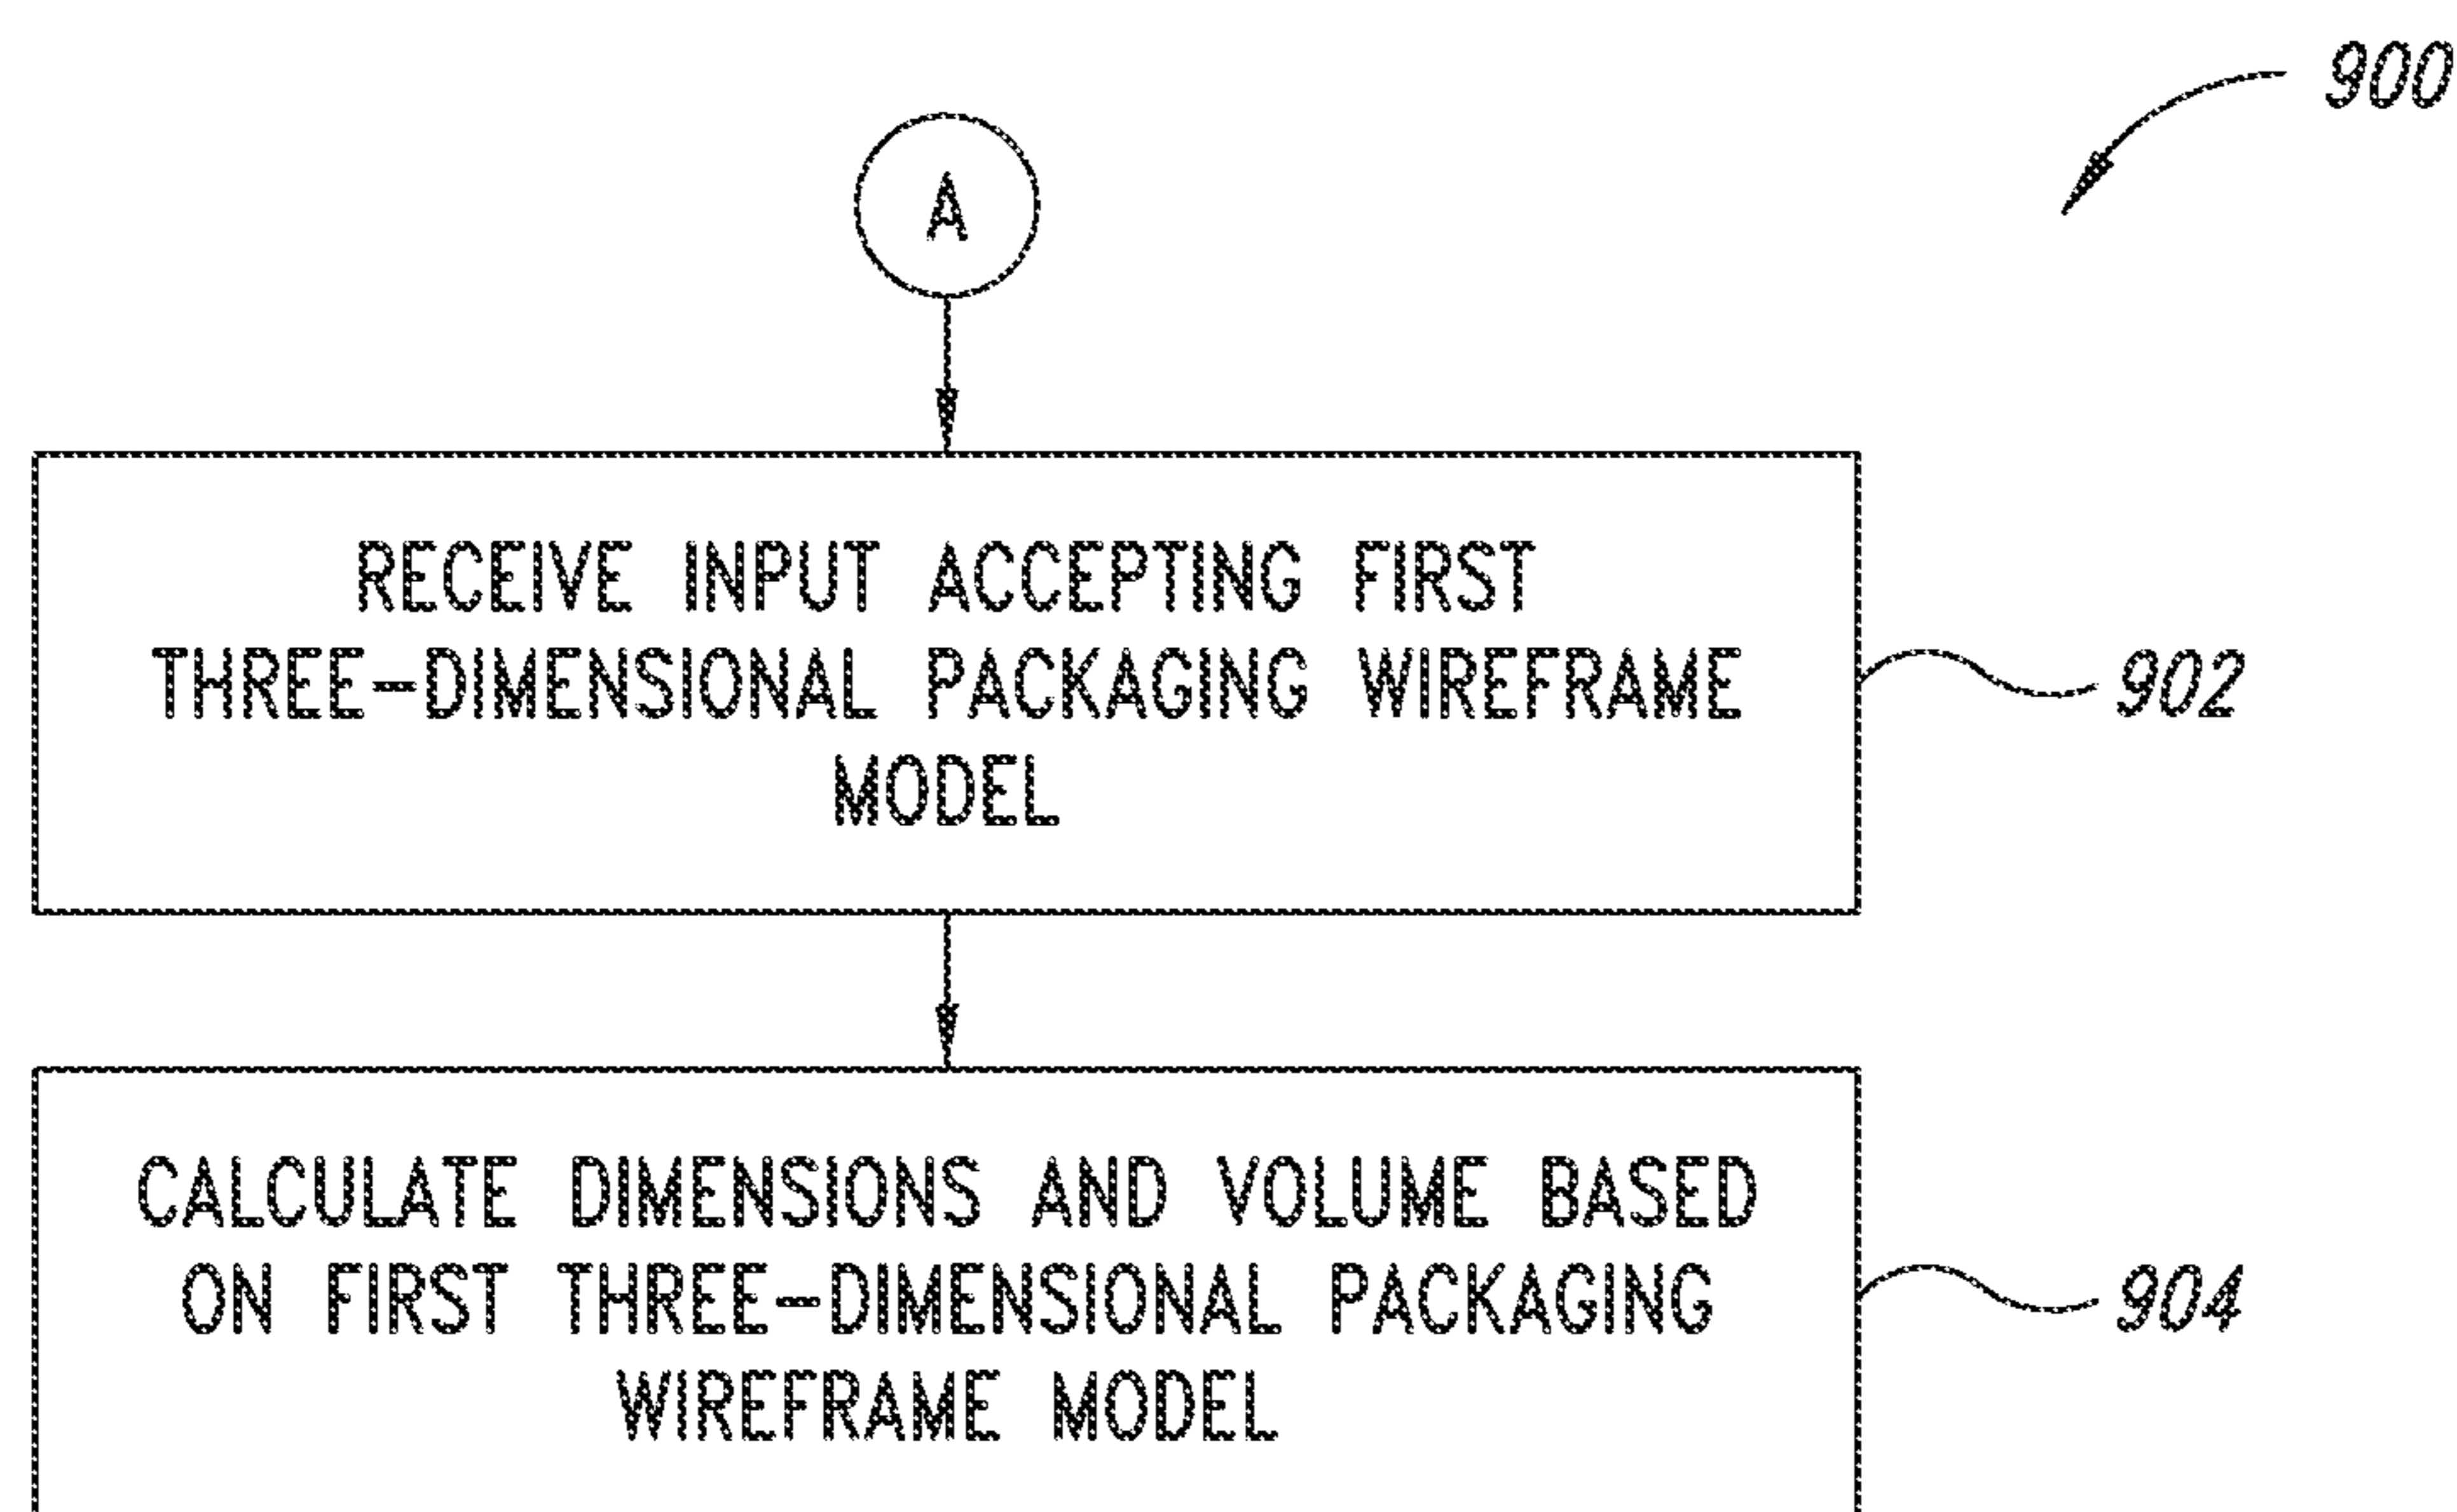 900
A
RECEIVE INPUT ACCEPTING FIRST
THREE-DIMENSIONAL PACKAGING WIREFRAME
MODEL
902
CALCULATE DIMENSIONS AND VOLUME BASED
ON FIRST THREE-DIMENSIONAL PACKAGING
WIREFRAME MODEL
904